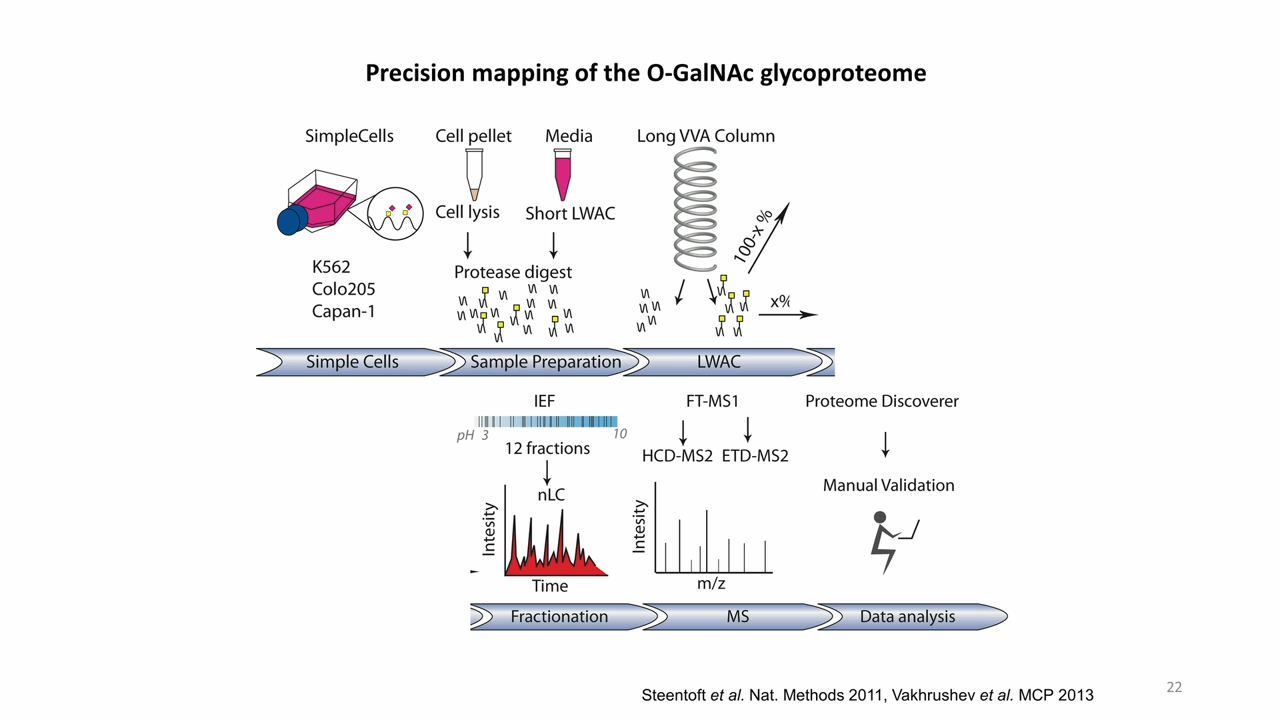 Precision mapping of the O-GalNAc glycoproteome
SimpleCells
Cell pellet
Media
Long VVA Column
Cell lysis
Short LWAC
100-x %
K562
Colo205
Capan-1
Protease digest
x%
Simple Cells
Sample Preparation
LWAC
IEF
pH 3
10
12 fractions
nLC
Intesity
Time
FT-MS1
HCD-MS2
ETD-MS2
Intesity
m/z
Proteome Discoverer
Manual Validation
Fractionation
MS
Data analysis
Steentoft et al. Nat. Methods 2011, Vakhrushev et al. MCP 2013
22